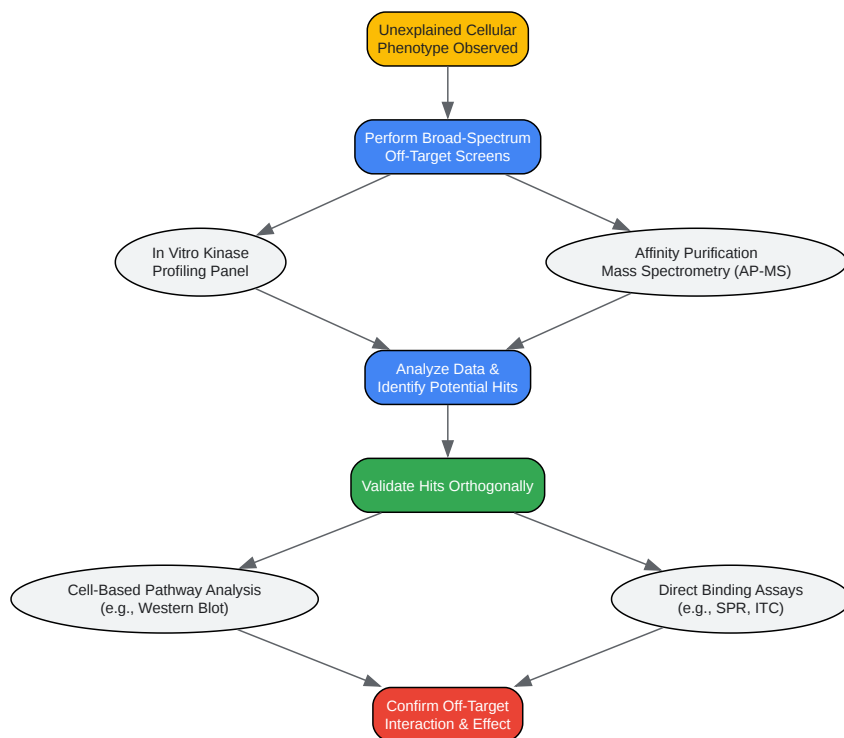 Unexplained Cellular
Phenotype Observed
Perform Broad-Spectrum
Off-Target Screens
In Vitro Kinase
Profiling Panel
Affinity Purification
Mass Spectrometry (AP-MS)
Analyze Data &
Identify Potential Hits
Validate Hits Orthogonally
Cell-Based Pathway Analysis
(e.g., Western Blot)
Direct Binding Assays
(e.g., SPR, ITC)
Confirm Off-Target
Interaction & Effect